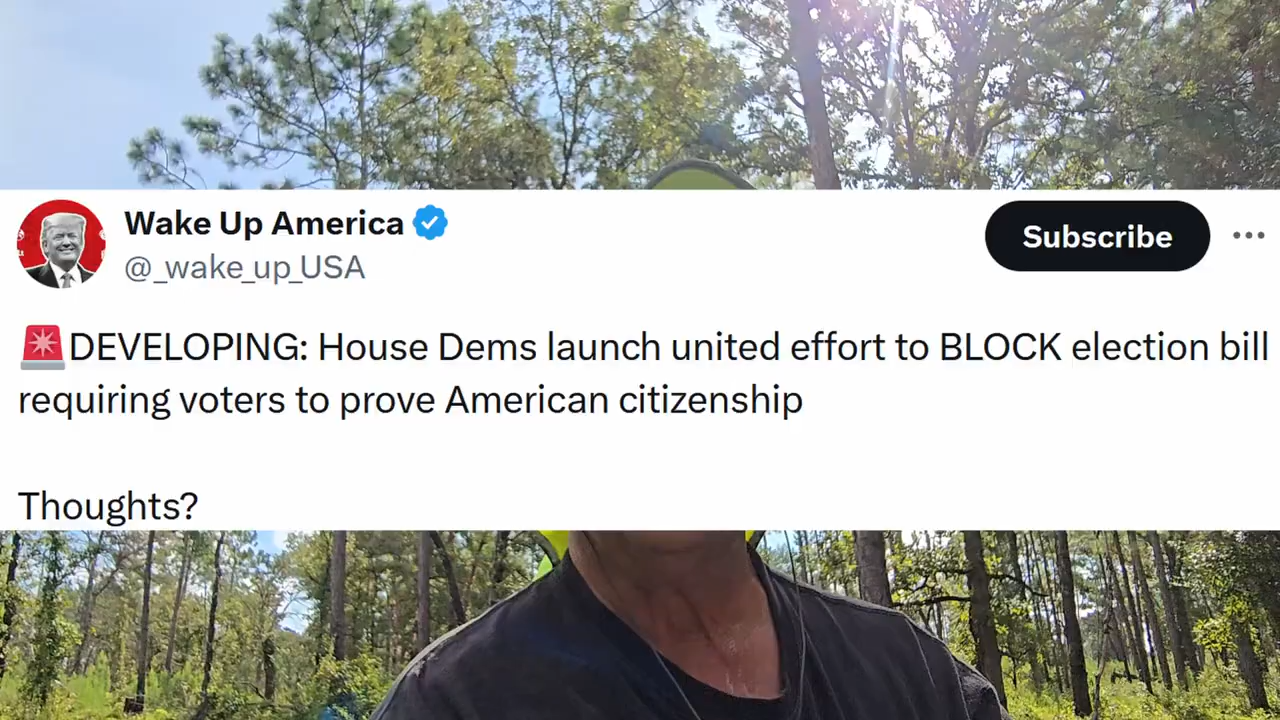 Wake Up America
@_wake_up_USA
Subscribe
🚨DEVELOPING: House Dems launch united effort to BLOCK election bill
requiring voters to prove American citizenship
Thoughts?